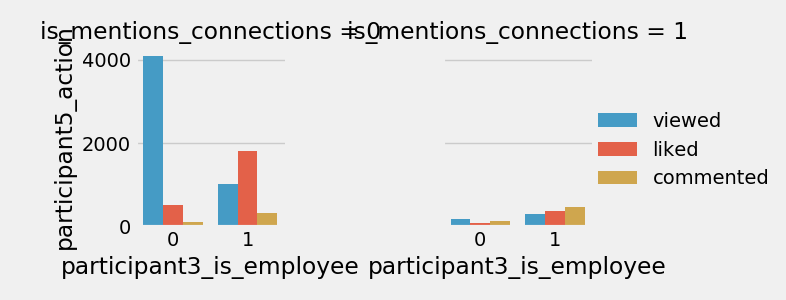 is_mentions_connections = 0
is_mentions_connections = 1
participant5_action
4000
2000
0
0
1
participant3_is_employee
0
1
participant3_is_employee
viewed
liked
commented